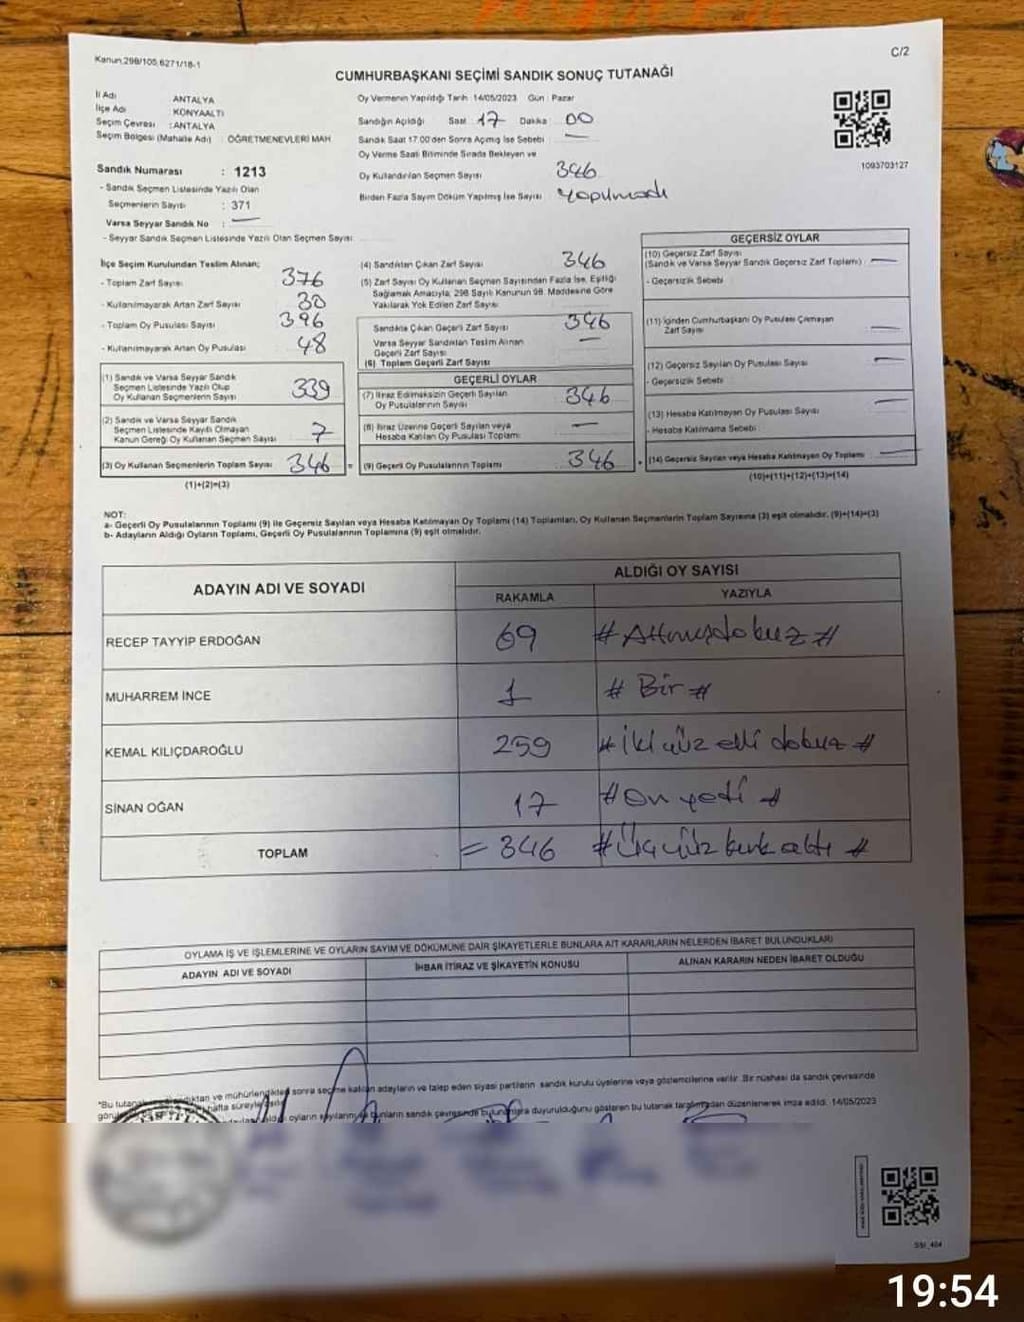 Kanun,298/105,6271/18-1
C/2
CUMHURBAŞKANI SEÇİMİ SANDIK SONUÇ TUTANAĞI
İl Adı : ANTALYA
İlçe Adı : KONYAALTI
Seçim Çevresi : ANTALYA
Seçim Bölgesi (Mahalle Adı) : ÖĞRETMENEVLERİ MAH
Sandık Numarası : 1213
- Sandık Seçmen Listesinde Yazılı Olan
Seçmenlerin Sayısı : 371
Varsa Seyyar Sandık No : —
- Seyyar Sandık Seçmen Listesinde Yazılı Olan Seçmen Sayısı
Oy Vermenin Yapıldığı Tarih :14/05/2023 Gün : Pazar
Sandığın Açıldığı Saat 17 Dakika 00
Sandık Saat 17.00'den Sonra Açılmış İse Sebebi —
Oy Verme Saati Bitiminde Sırada Bekleyen ve
Oy Kullandırılan Seçmen Sayısı 346
Birden Fazla Sayım Döküm Yapılmış İse Sayısı Yapılmadı
1093703127
İlçe Seçim Kurulundan Teslim Alınan;
- Toplam Zarf Sayısı 376
- Kullanılmayarak Artan Zarf Sayısı 30
- Toplam Oy Pusulası Sayısı 396
- Kullanılmayarak Artan Oy Pusulası 48
(1) Sandık ve Varsa Seyyar Sandık
Seçmen Listesinde Yazılı Olup
Oy Kullanan Seçmenlerin Sayısı 339
(2) Sandık ve Varsa Seyyar Sandık
Seçmen Listesinde Kayıtlı Olmayan
Kanun Gereği Oy Kullanan Seçmen Sayısı 7
(3) Oy Kullanan Seçmenlerin Toplam Sayısı 346 =
(1)+(2)=(3)
(4) Sandıktan Çıkan Zarf Sayısı 346
(5) Zarf Sayısı Oy Kullanan Seçmen Sayısından Fazla İse, Eşitliği
Sağlamak Amacıyla, 298 Sayılı Kanunun 98. Maddesine Göre
Yakılarak Yok Edilen Zarf Sayısı
Sandıkta Çıkan Geçerli Zarf Sayısı 346
Varsa Seyyar Sandıktan Teslim Alınan
Geçerli Zarf Sayısı —
(6) Toplam Geçerli Zarf Sayısı
GEÇERLİ OYLAR
(7) İtiraz Edilmeksizin Geçerli Sayılan
Oy Pusulalarının Sayısı 346
(8) İtiraz Üzerine Geçerli Sayılan veya
Hesaba Katılan Oy Pusulası Toplamı —
(9) Geçerli Oy Pusulalarının Toplamı 346
GEÇERSİZ OYLAR
(10) Geçersiz Zarf Sayısı
(Sandık ve Varsa Seyyar Sandık Geçersiz Zarf Toplamı) —
- Geçersizlik Sebebi
(11) İçinden Cumhurbaşkanı Oy Pusulası Çıkmayan
Zarf Sayısı —
(12) Geçersiz Sayılan Oy Pusulası Sayısı —
- Geçersizlik Sebebi
(13) Hesaba Katılmayan Oy Pusulası Sayısı —
- Hesaba Katılmama Sebebi
(14) Geçersiz Sayılan veya Hesaba Katılmayan Oy Toplamı —
(10)+(11)+(12)+(13)=(14)
NOT:
a- Geçerli Oy Pusulalarının Toplamı (9) ile Geçersiz Sayılan veya Hesaba Katılmayan Oy Toplamı (14) Toplamları, Oy Kullanan Seçmenlerin Toplam Sayısına (3) eşit olmalıdır. (9)+(14)=(3)
b- Adayların Aldığı Oyların Toplamı, Geçerli Oy Pusulalarının Toplamına (9) eşit olmalıdır.
ADAYIN ADI VE SOYADI
ALDIĞI OY SAYISI
RAKAMLA YAZIYLA
RECEP TAYYIP ERDOĞAN 69 # Altmışdokuz #
MUHARREM İNCE 1 # Bir #
KEMAL KILIÇDAROĞLU 259 # İki yüz elli dokuz #
SİNAN OĞAN 17 # On yedi #
TOPLAM = 346 # Üç yüz kırk altı #
OYLAMA İŞ VE İŞLEMLERİNE VE OYLARIN SAYIM VE DÖKÜMÜNE DAİR ŞİKAYETLERLE BUNLARA AİT KARARLARIN NELERDEN İBARET BULUNDUKLARI
ADAYIN ADI VE SOYADI İHBAR İTİRAZ VE ŞİKAYETİN KONUSU ALINAN KARARIN NEDEN İBARET OLDUĞU
*Bu tutanak sonra seçime katılan adayların ve talep eden siyasi partilerin sandık kurulu üyelerine veya gözlemcilerine verilir. Bir nüshası da sandık çevresinde
hafta süreyle
oyların sayılarının bunların sandık çevresinde duyurulduğunu gösteren bu tutanak tarafımızdan düzenlenerek imza edildi. 14/05/2023
19:54